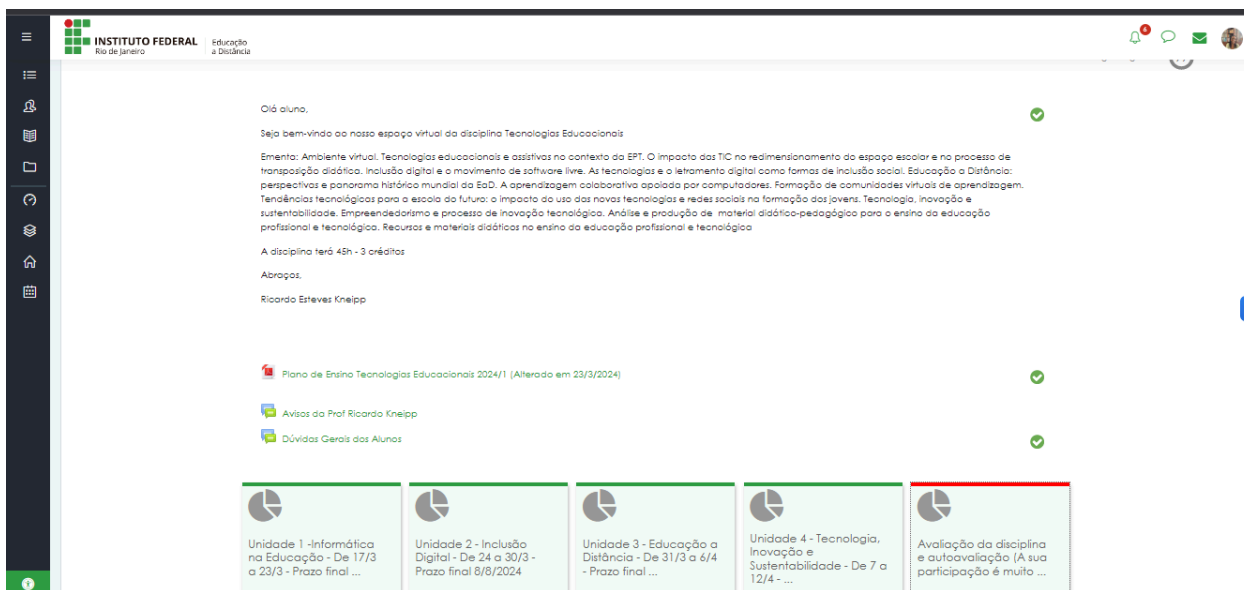 INSTITUTO FEDERAL
Rio de Janeiro
Educação
a Distância
6
Olá aluno,
Seja bem-vindo ao nosso espaço virtual da disciplina Tecnologias Educacionais
Ementa: Ambiente virtual. Tecnologias educacionais e assistivas no contexto da EPT. O impacto das TIC no redimensionamento do espaço escolar e no processo de
transposição didática. Inclusão digital e o movimento de software livre. As tecnologias e o letramento digital como formas de inclusão social. Educação a Distância:
perspectivas e panorama histórico mundial da EaD. A aprendizagem colaborativa apoiada por computadores. Formação de comunidades virtuais de aprendizagem.
Tendências tecnológicas para a escola do futuro: o impacto do uso das novas tecnologias e redes sociais na formação dos jovens. Tecnologia, inovação e
sustentabilidade. Empreendedorismo e processo de inovação tecnológica. Análise e produção de material didático-pedagógico para o ensino da educação
profissional e tecnológica. Recursos e materiais didáticos no ensino da educação profissional e tecnológica
A disciplina terá 45h - 3 créditos
Abraços,
Ricardo Esteves Kneipp
Plano de Ensino Tecnologias Educacionais 2024/1 (Alterado em 23/3/2024)
Avisos da Prof Ricardo Kneipp
Dúvidas Gerais dos Alunos
Unidade 1 -Informática
na Educação - De 17/3
a 23/3 - Prazo final ...
Unidade 2 - Inclusão
Digital - De 24 a 30/3 -
Prazo final 8/8/2024
Unidade 3 - Educação a
Distância - De 31/3 a 6/4
- Prazo final ...
Unidade 4 - Tecnologia,
Inovação e
Sustentabilidade - De 7 a
12/4 - ...
Avaliação da disciplina
e autoavaliação (A sua
participação é muito ...